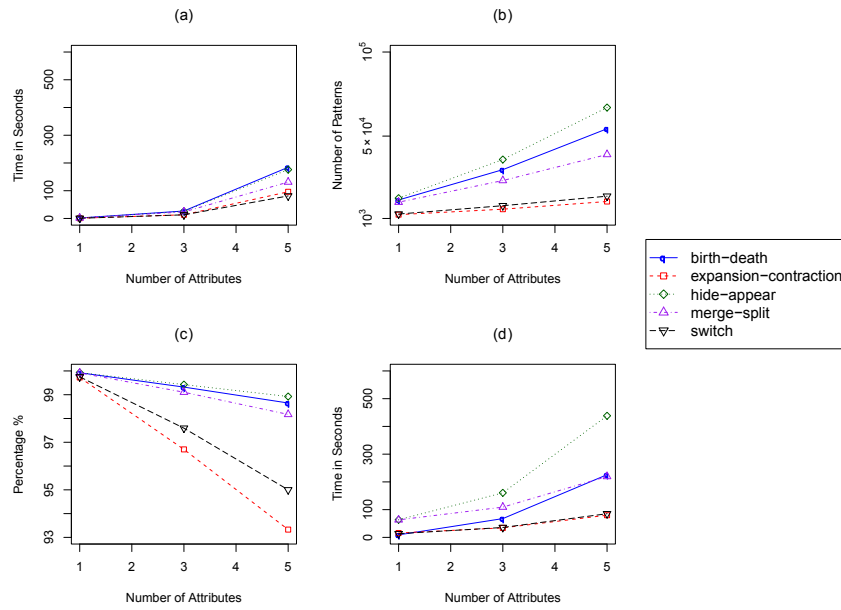 (a)
Time in Seconds
0 100 300 500
1 2 3 4 5
Number of Attributes
(b)
Number of Patterns
10^3 5×10^4 10^5
1 2 3 4 5
Number of Attributes
birth−death
expansion−contraction
hide−appear
merge−split
switch
(c)
Percentage %
93 95 97 99
1 2 3 4 5
Number of Attributes
(d)
Time in Seconds
0 100 300 500
1 2 3 4 5
Number of Attributes